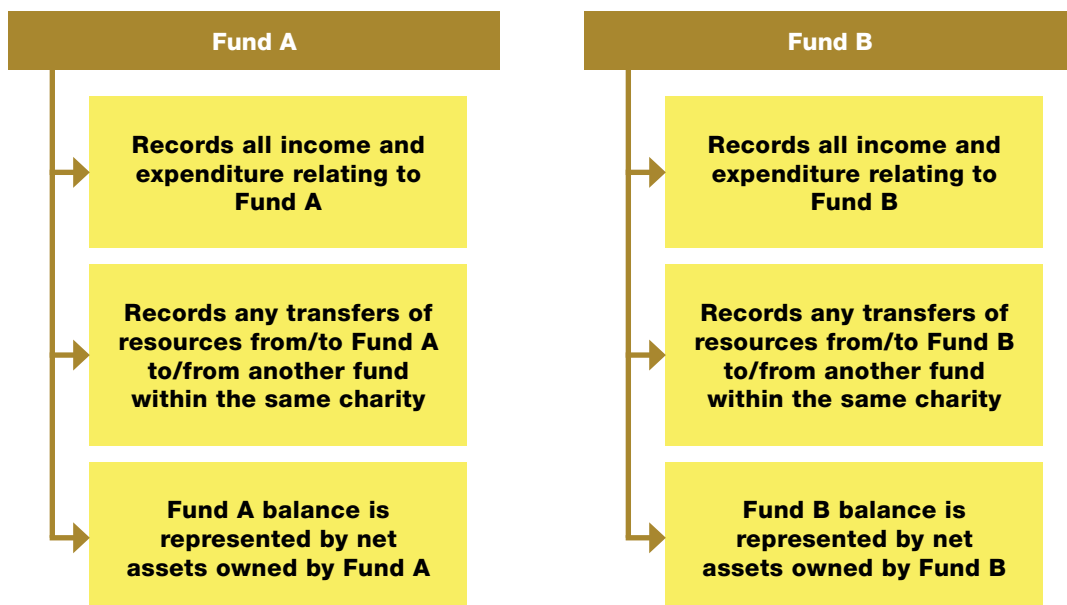 Fund A
Records all income and
expenditure relating to
Fund A
Records any transfers of
resources from/to Fund A
to/from another fund
within the same charity
Fund A balance is
represented by net
assets owned by Fund A
Fund B
Records all income and
expenditure relating to
Fund B
Records any transfers of
resources from/to Fund B
to/from another fund
within the same charity
Fund B balance is
represented by net
assets owned by Fund B